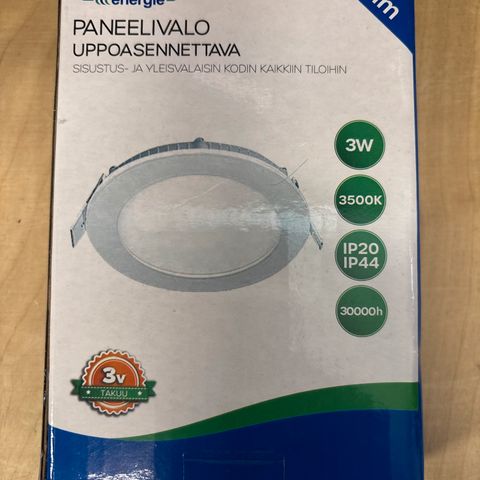 energie
PANEELIVALO
UPPOASENNETTAVA
SISUSTUS- JA YLEISVALAISIN KODIN KAIKKIIN TILOIHIN
3W
3500K
IP20
IP44
30000h
3v
TAKUU